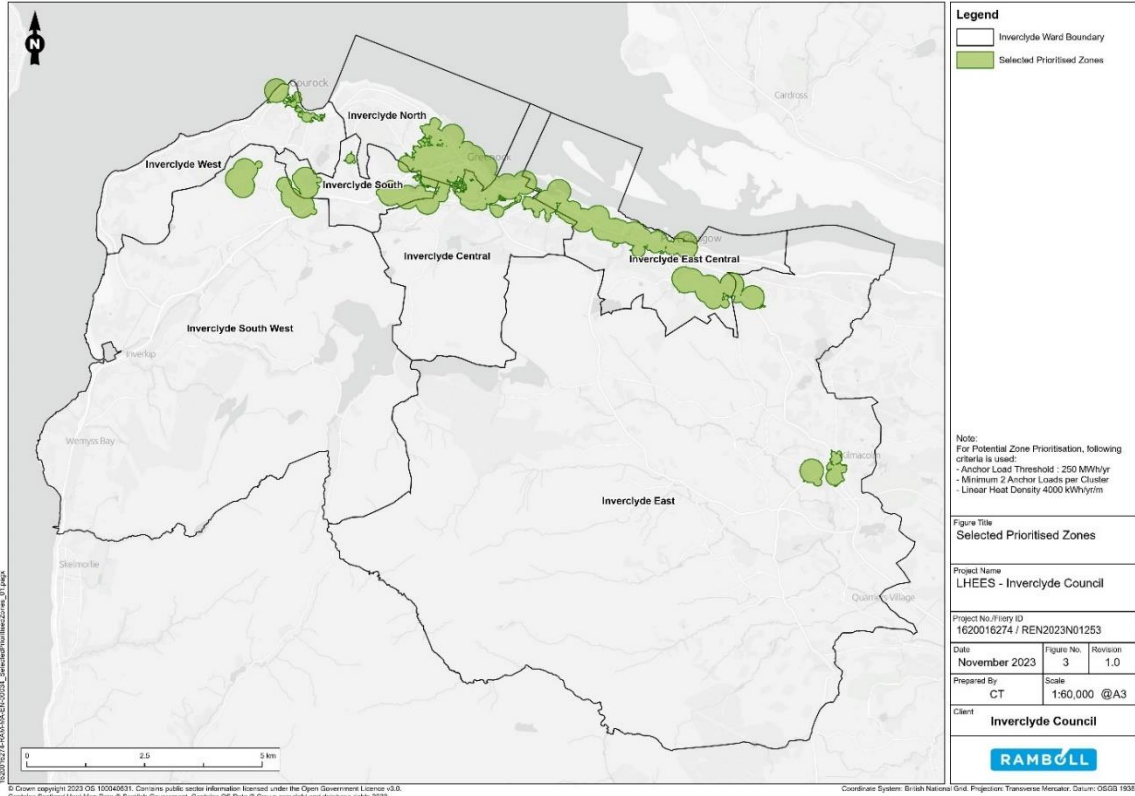 N
Gourock
Cardross
Inverclyde North
Greenock
Inverclyde West
Inverclyde South
Inverclyde Central
Inverclyde East Central
Inverclyde South West
Inverkip
Wemyss Bay
Kilmacolm
Inverclyde East
Skelmorlie
Quarriers Village
0 2.5 5 km
© Crown copyright 2023 OS 100040831. Contains public sector information licensed under the Open Government Licence v3.0.
Coordinate System: British National Grid. Projection: Transverse Mercator. Datum: OSGB 1936
Legend
Inverclyde Ward Boundary
Selected Prioritised Zones
Note:
For Potential Zone Prioritisation, following
criteria is used:
- Anchor Load Threshold : 250 MWh/yr
- Minimum 2 Anchor Loads per Cluster
- Linear Heat Density 4000 kWh/yr/m
Figure Title
Selected Prioritised Zones
Project Name
LHEES - Inverclyde Council
Project No./Filery ID
1620016274 / REN2023N01253
Date
November 2023
Figure No.
3
Revision
1.0
Prepared By
CT
Scale
1:60,000 @A3
Client
Inverclyde Council
RAMBOLL